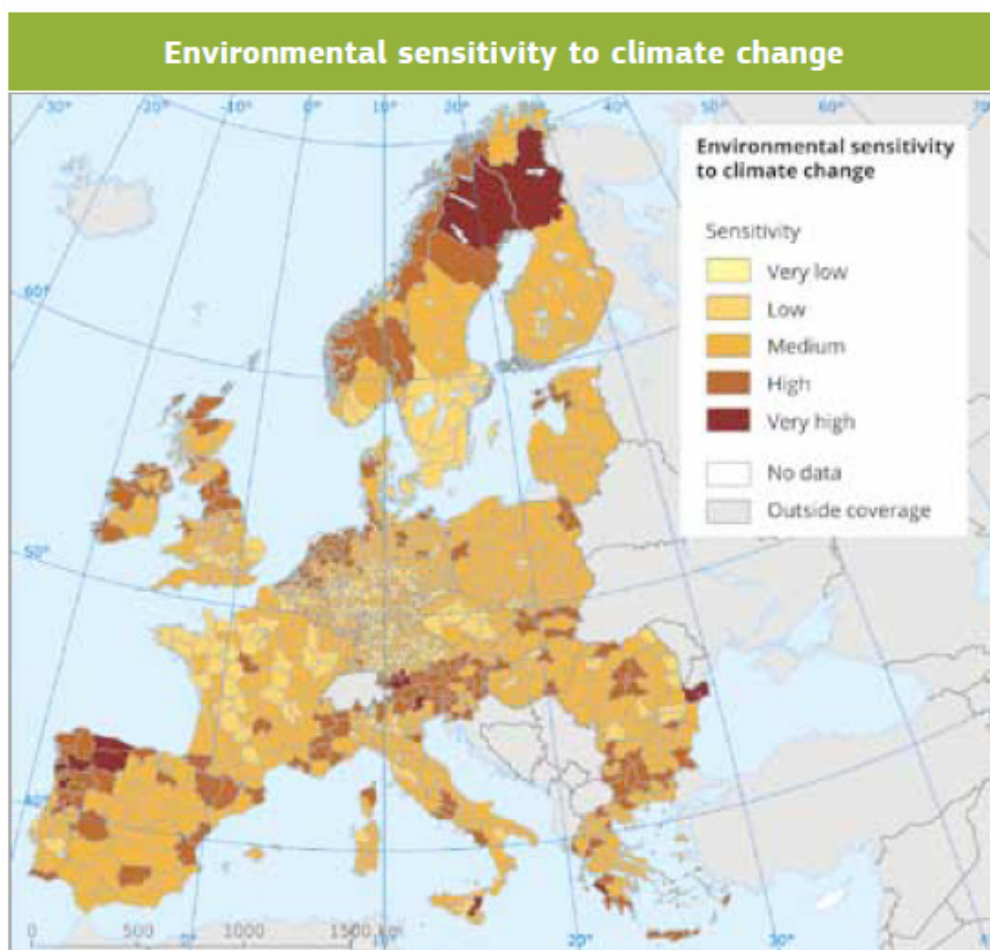 Environmental sensitivity to climate change
-30° -20° -10° 0° 10° 20° 30° 40° 50° 60° 70°
Environmental sensitivity
to climate change
Sensitivity
Very low
Low
Medium
High
Very high
No data
Outside coverage
60°
50°
40°
0 500 1000 1500
10° 20° 30°